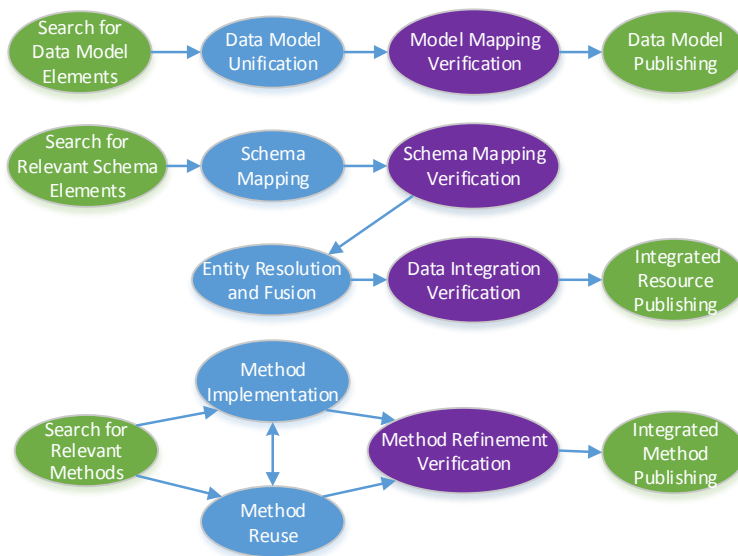 Search for
Data Model
Elements
Data Model
Unification
Model Mapping
Verification
Data Model
Publishing
Search for
Relevant Schema
Elements
Schema
Mapping
Schema Mapping
Verification
Entity Resolution
and Fusion
Data Integration
Verification
Integrated
Resource
Publishing
Method
Implementation
Search for
Relevant
Methods
Method Refinement
Verification
Integrated
Method
Publishing
Method
Reuse